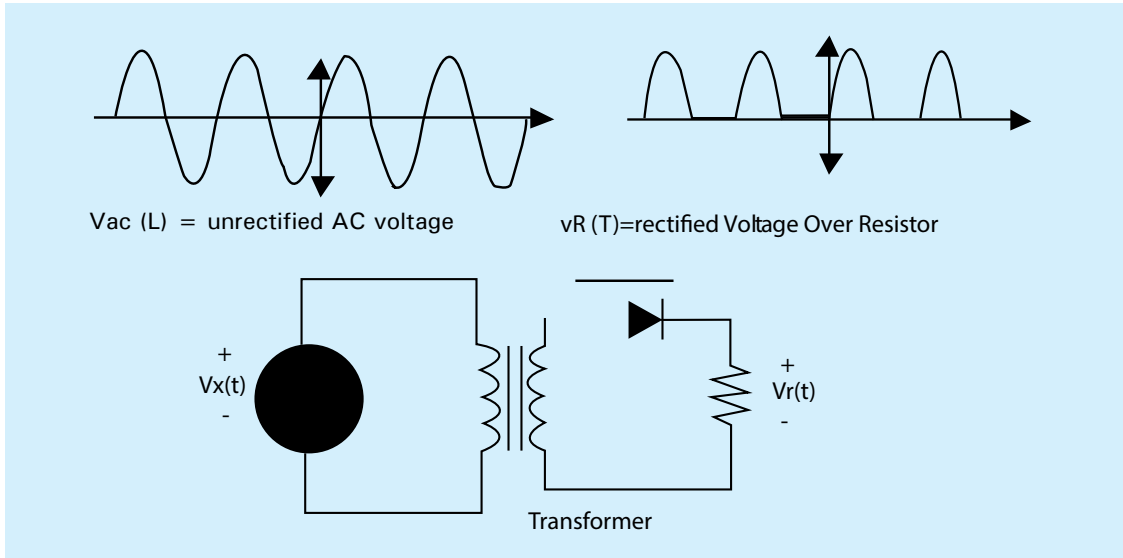 Vac (L) = unrectified AC voltage
vR (T)=rectified Voltage Over Resistor
+
Vx(t)
-
+
Vr(t)
-
Transformer